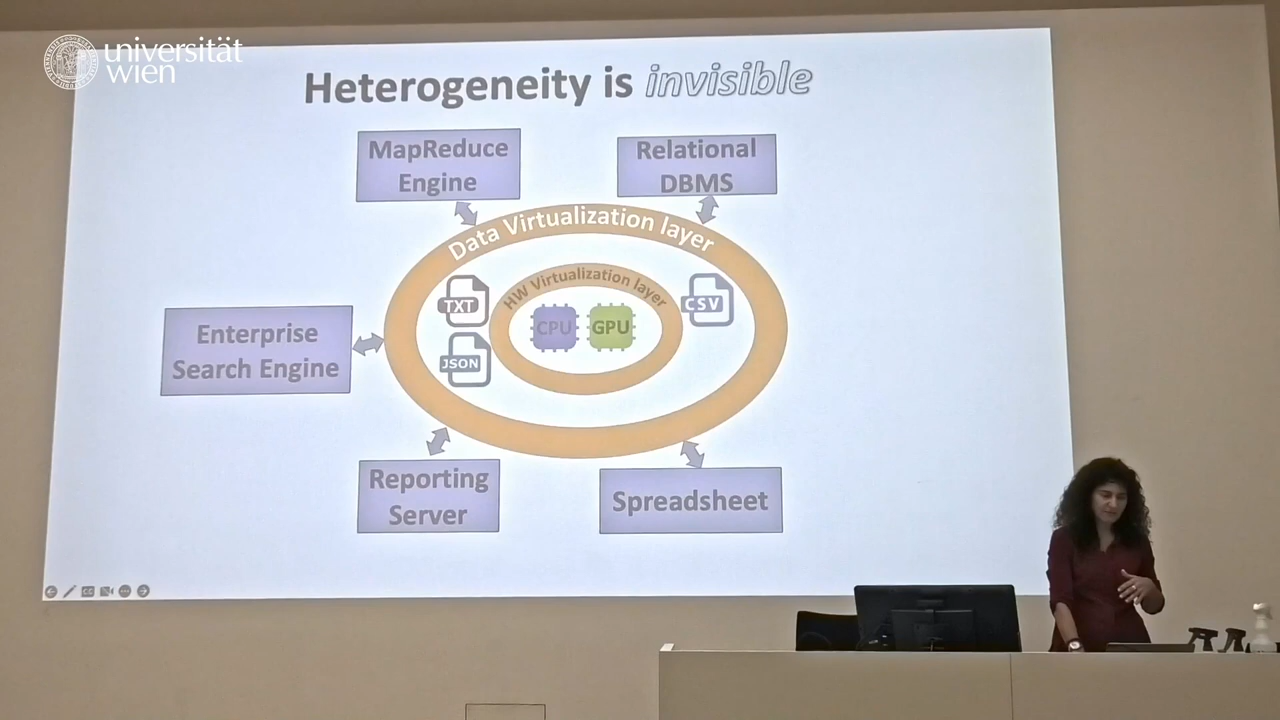 universität
wien
Heterogeneity is invisible
MapReduce
Engine
Relational
DBMS
Data Virtualization layer
HW Virtualization layer
TXT
CSV
CPU
GPU
JSON
Enterprise
Search Engine
Reporting
Server
Spreadsheet